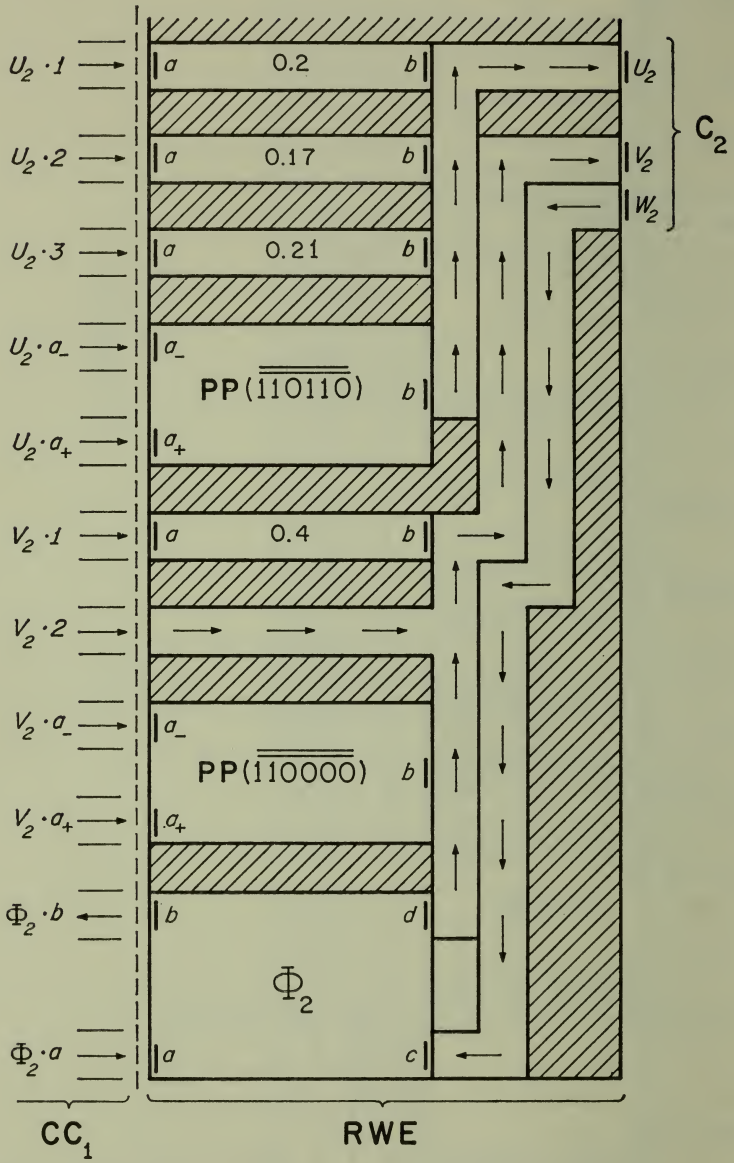 U₂·1 a 0.2 b U₂
C₂
U₂·2 a 0.17 b V₂
W₂
U₂·3 a 0.21 b
U₂·a₋ a₋
PP(110110) b
U₂·a₊ a₊
V₂·1 a 0.4 b
V₂·2
V₂·a₋ a₋
PP(110000) b
V₂·a₊ a₊
Φ₂·b b d
Φ₂
Φ₂·a a c
CC₁ RWE